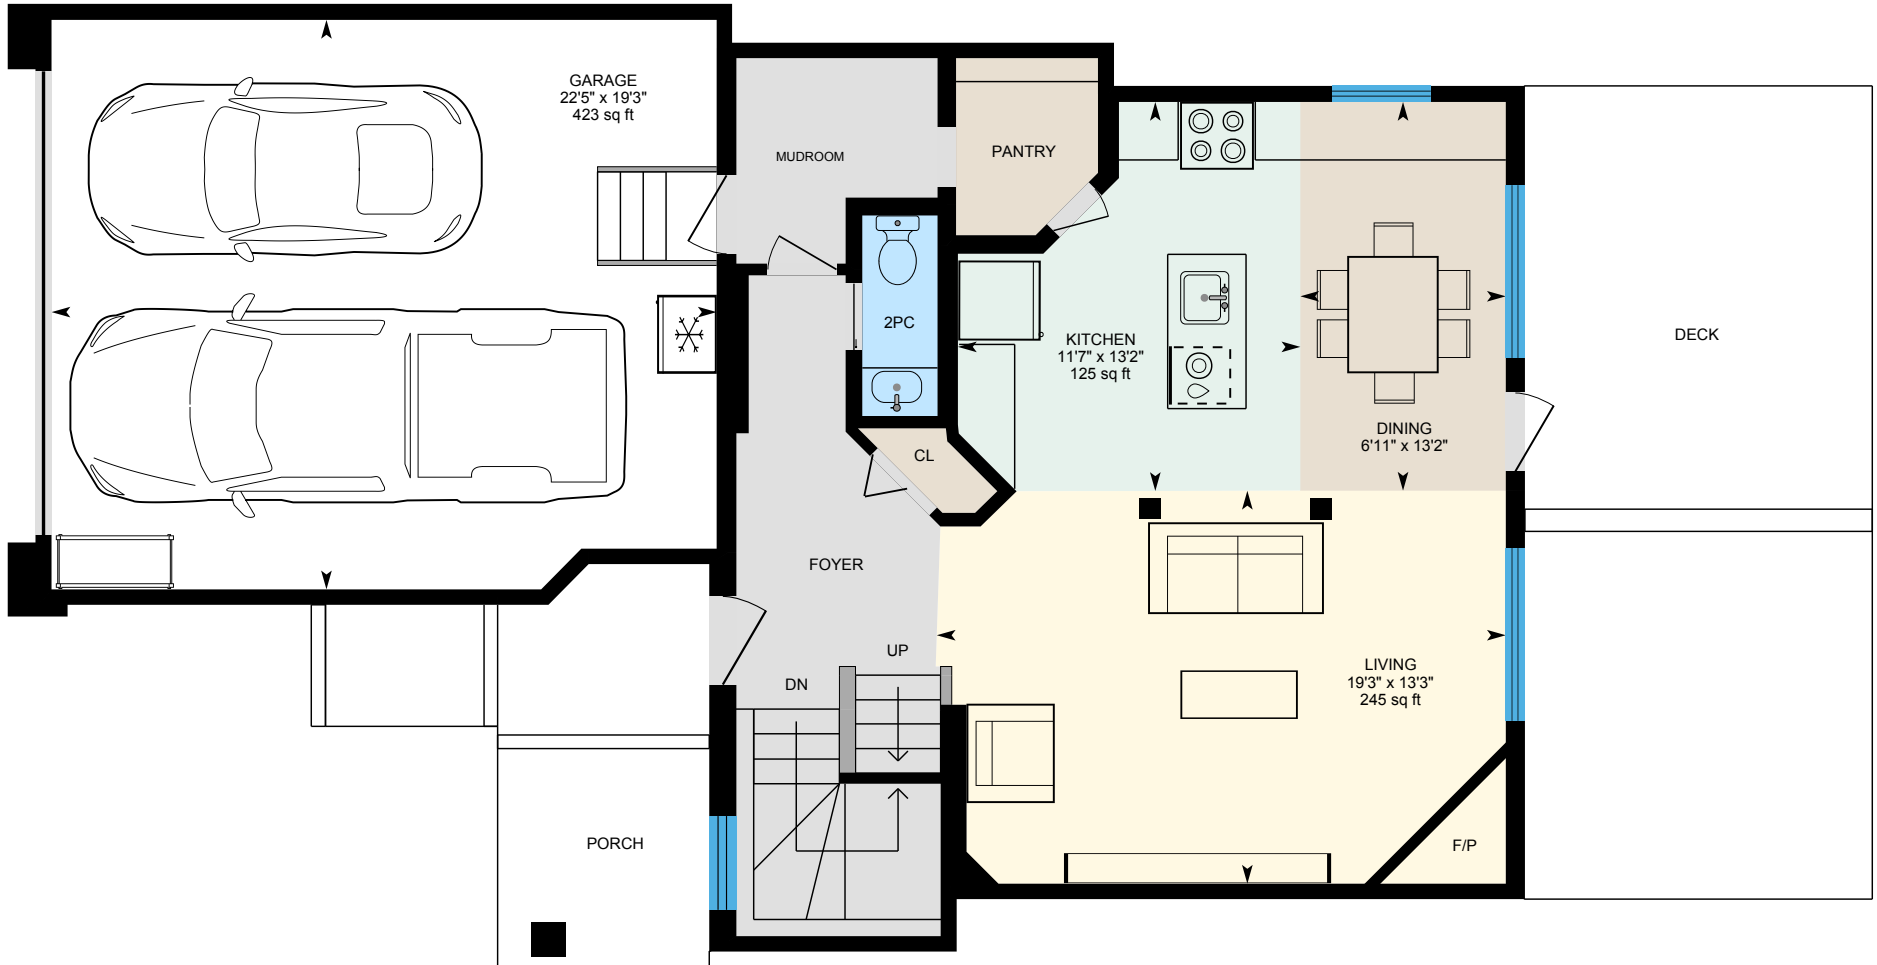 GARAGE
22'5" x 19'3"
423 sq ft
MUDROOM
PANTRY
2PC
KITCHEN
11'7" x 13'2"
125 sq ft
DECK
DINING
6'11" x 13'2"
CL
FOYER
UP
DN
LIVING
19'3" x 13'3"
245 sq ft
PORCH
F/P